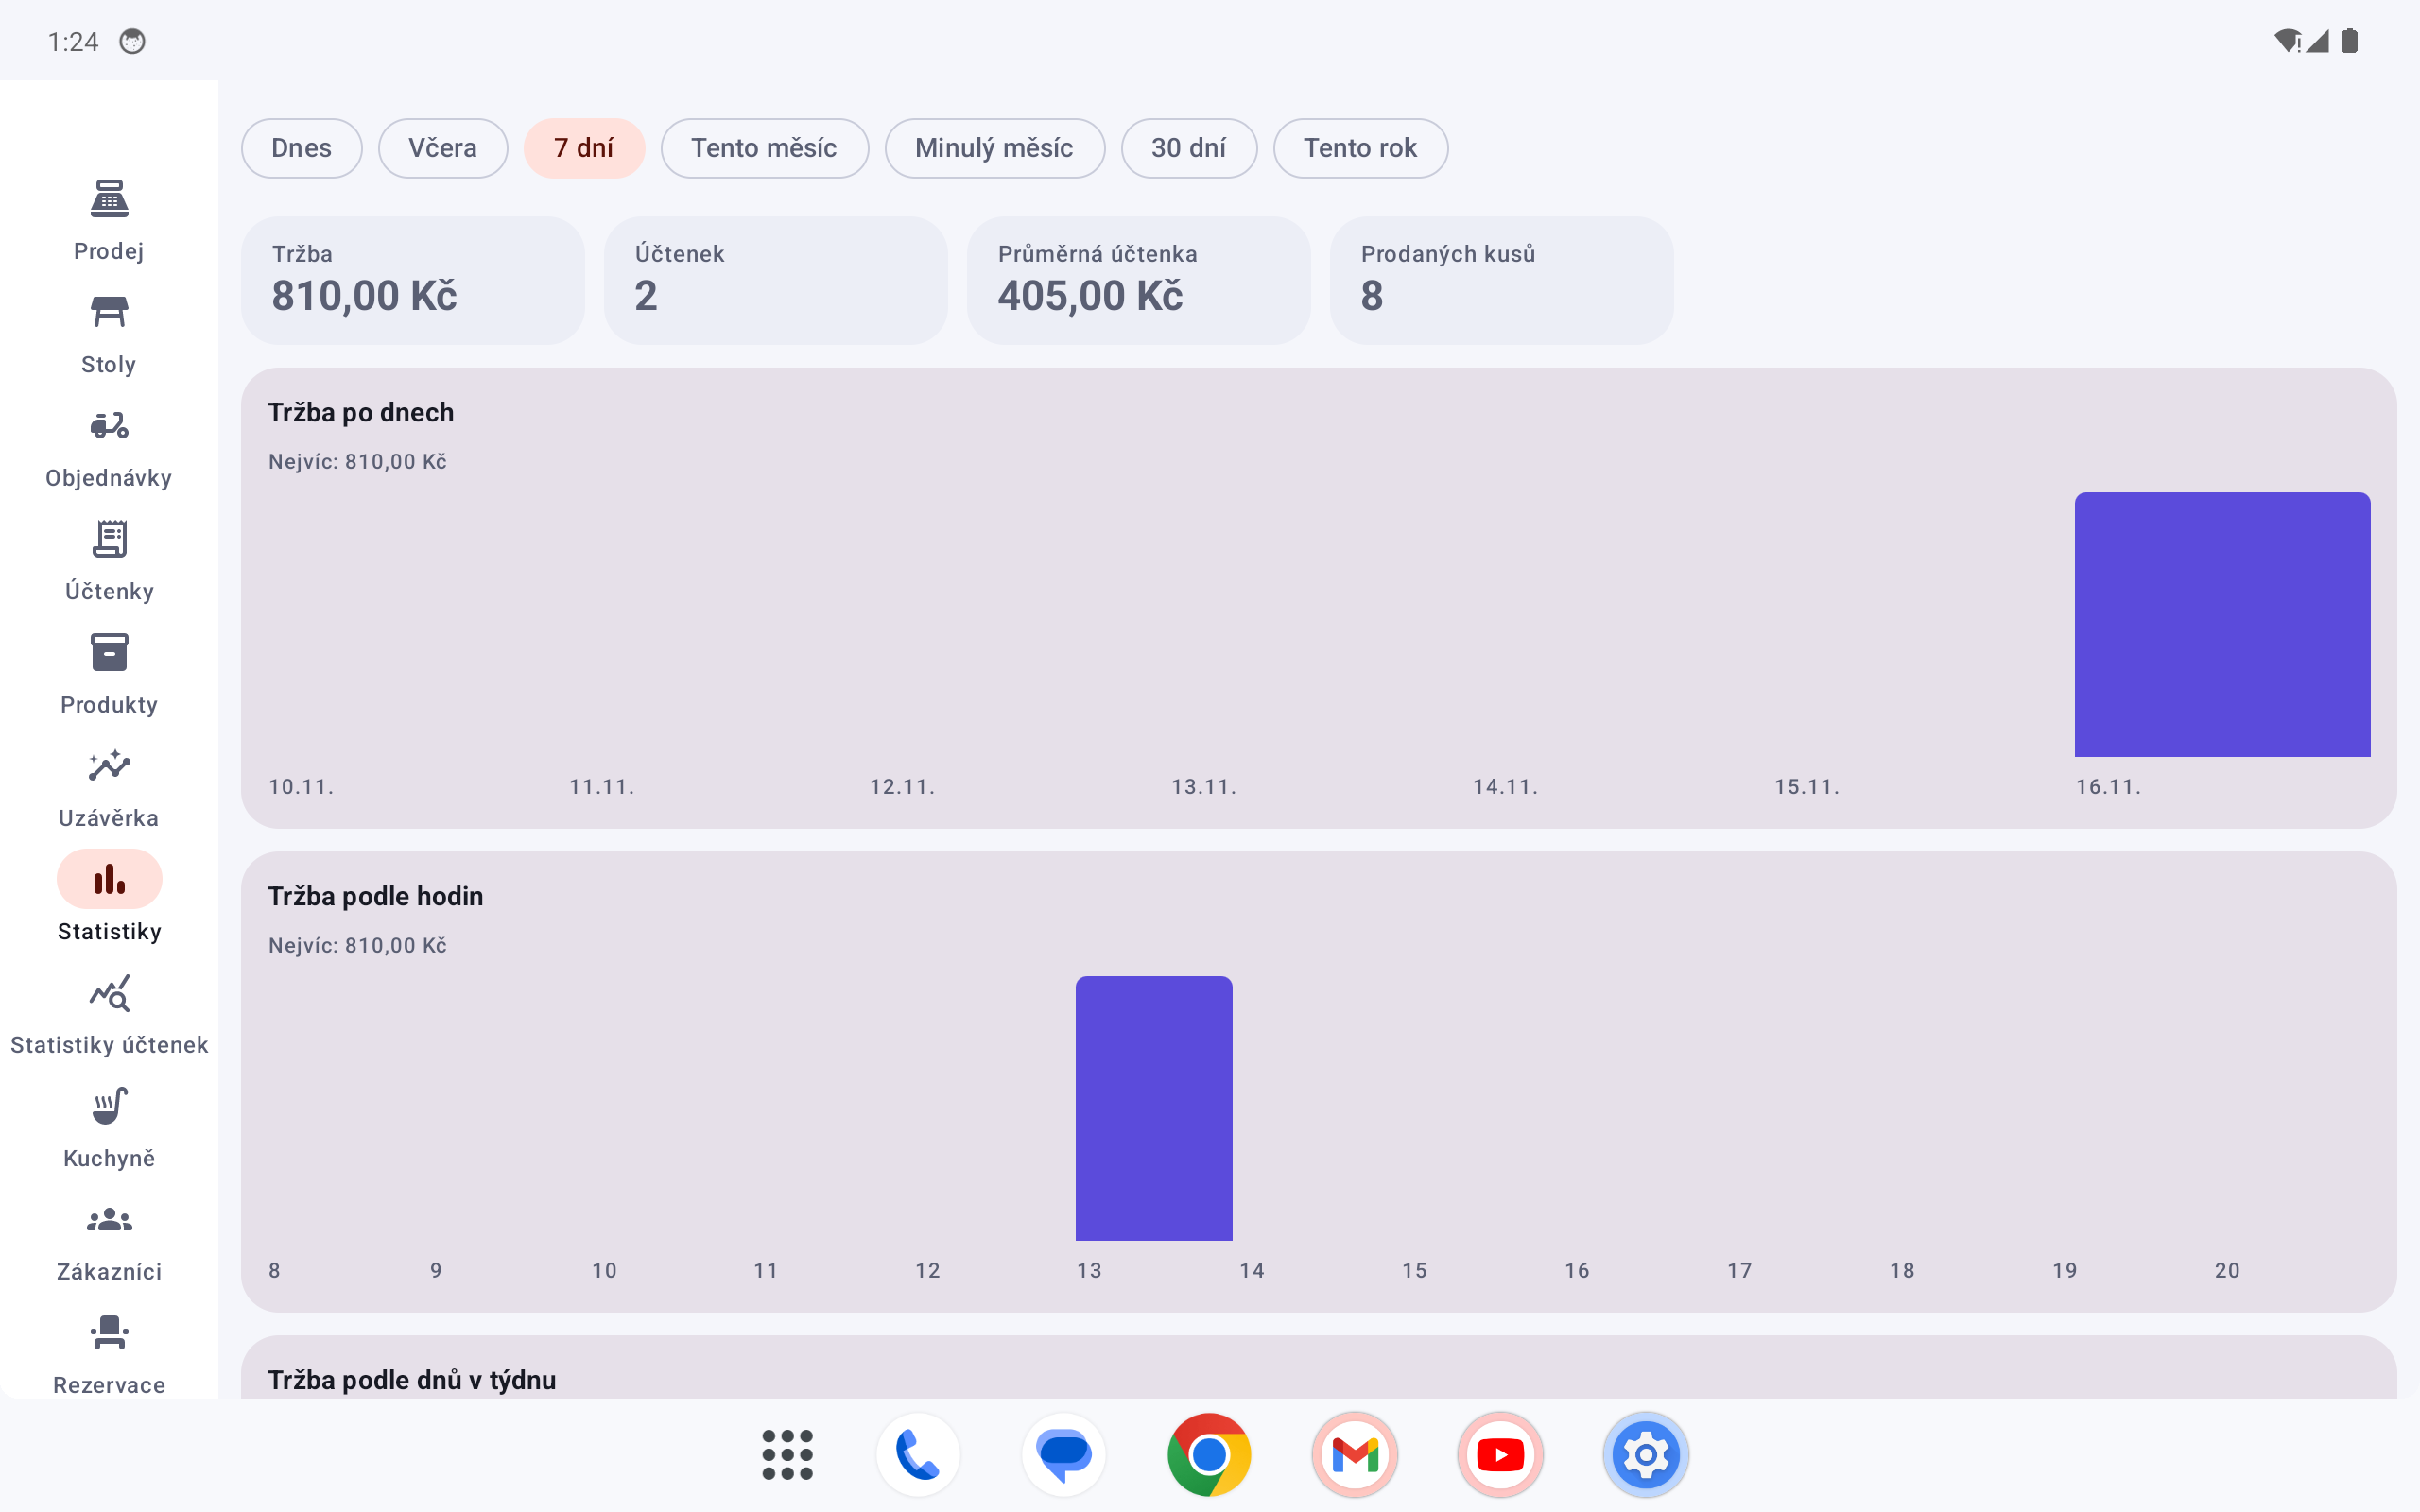 1:24
Dnes Včera 7 dní Tento měsíc Minulý měsíc 30 dní Tento rok
Prodej
Stoly
Objednávky
Účtenky
Produkty
Uzávěrka
Statistiky
Statistiky účtenek
Kuchyně
Zákazníci
Rezervace
Tržba
810,00 Kč
Účtenek
2
Průměrná účtenka
405,00 Kč
Prodaných kusů
8
Tržba po dnech
Nejvíc: 810,00 Kč
10.11. 11.11. 12.11. 13.11. 14.11. 15.11. 16.11.
Tržba podle hodin
Nejvíc: 810,00 Kč
8 9 10 11 12 13 14 15 16 17 18 19 20
Tržba podle dnů v týdnu